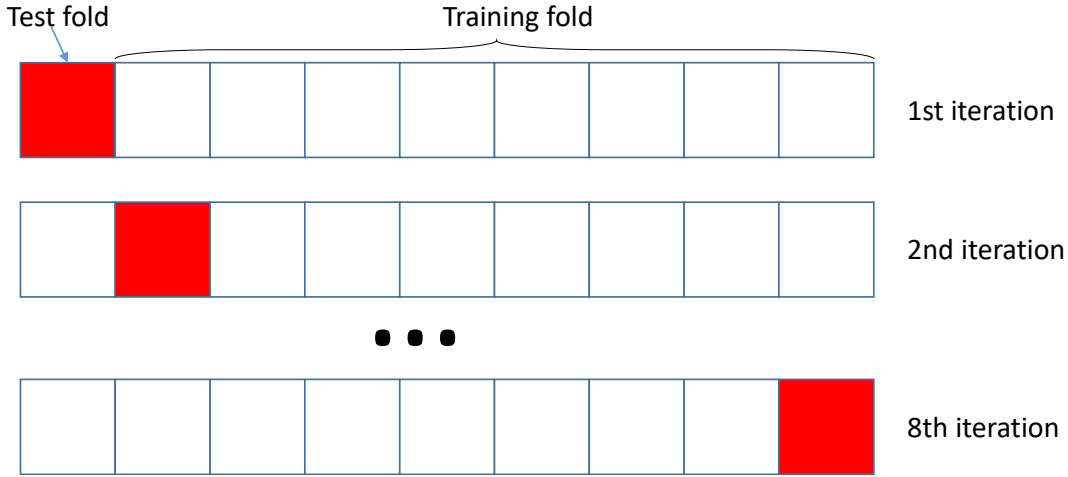 Test fold
Training fold
1st iteration
2nd iteration
8th iteration